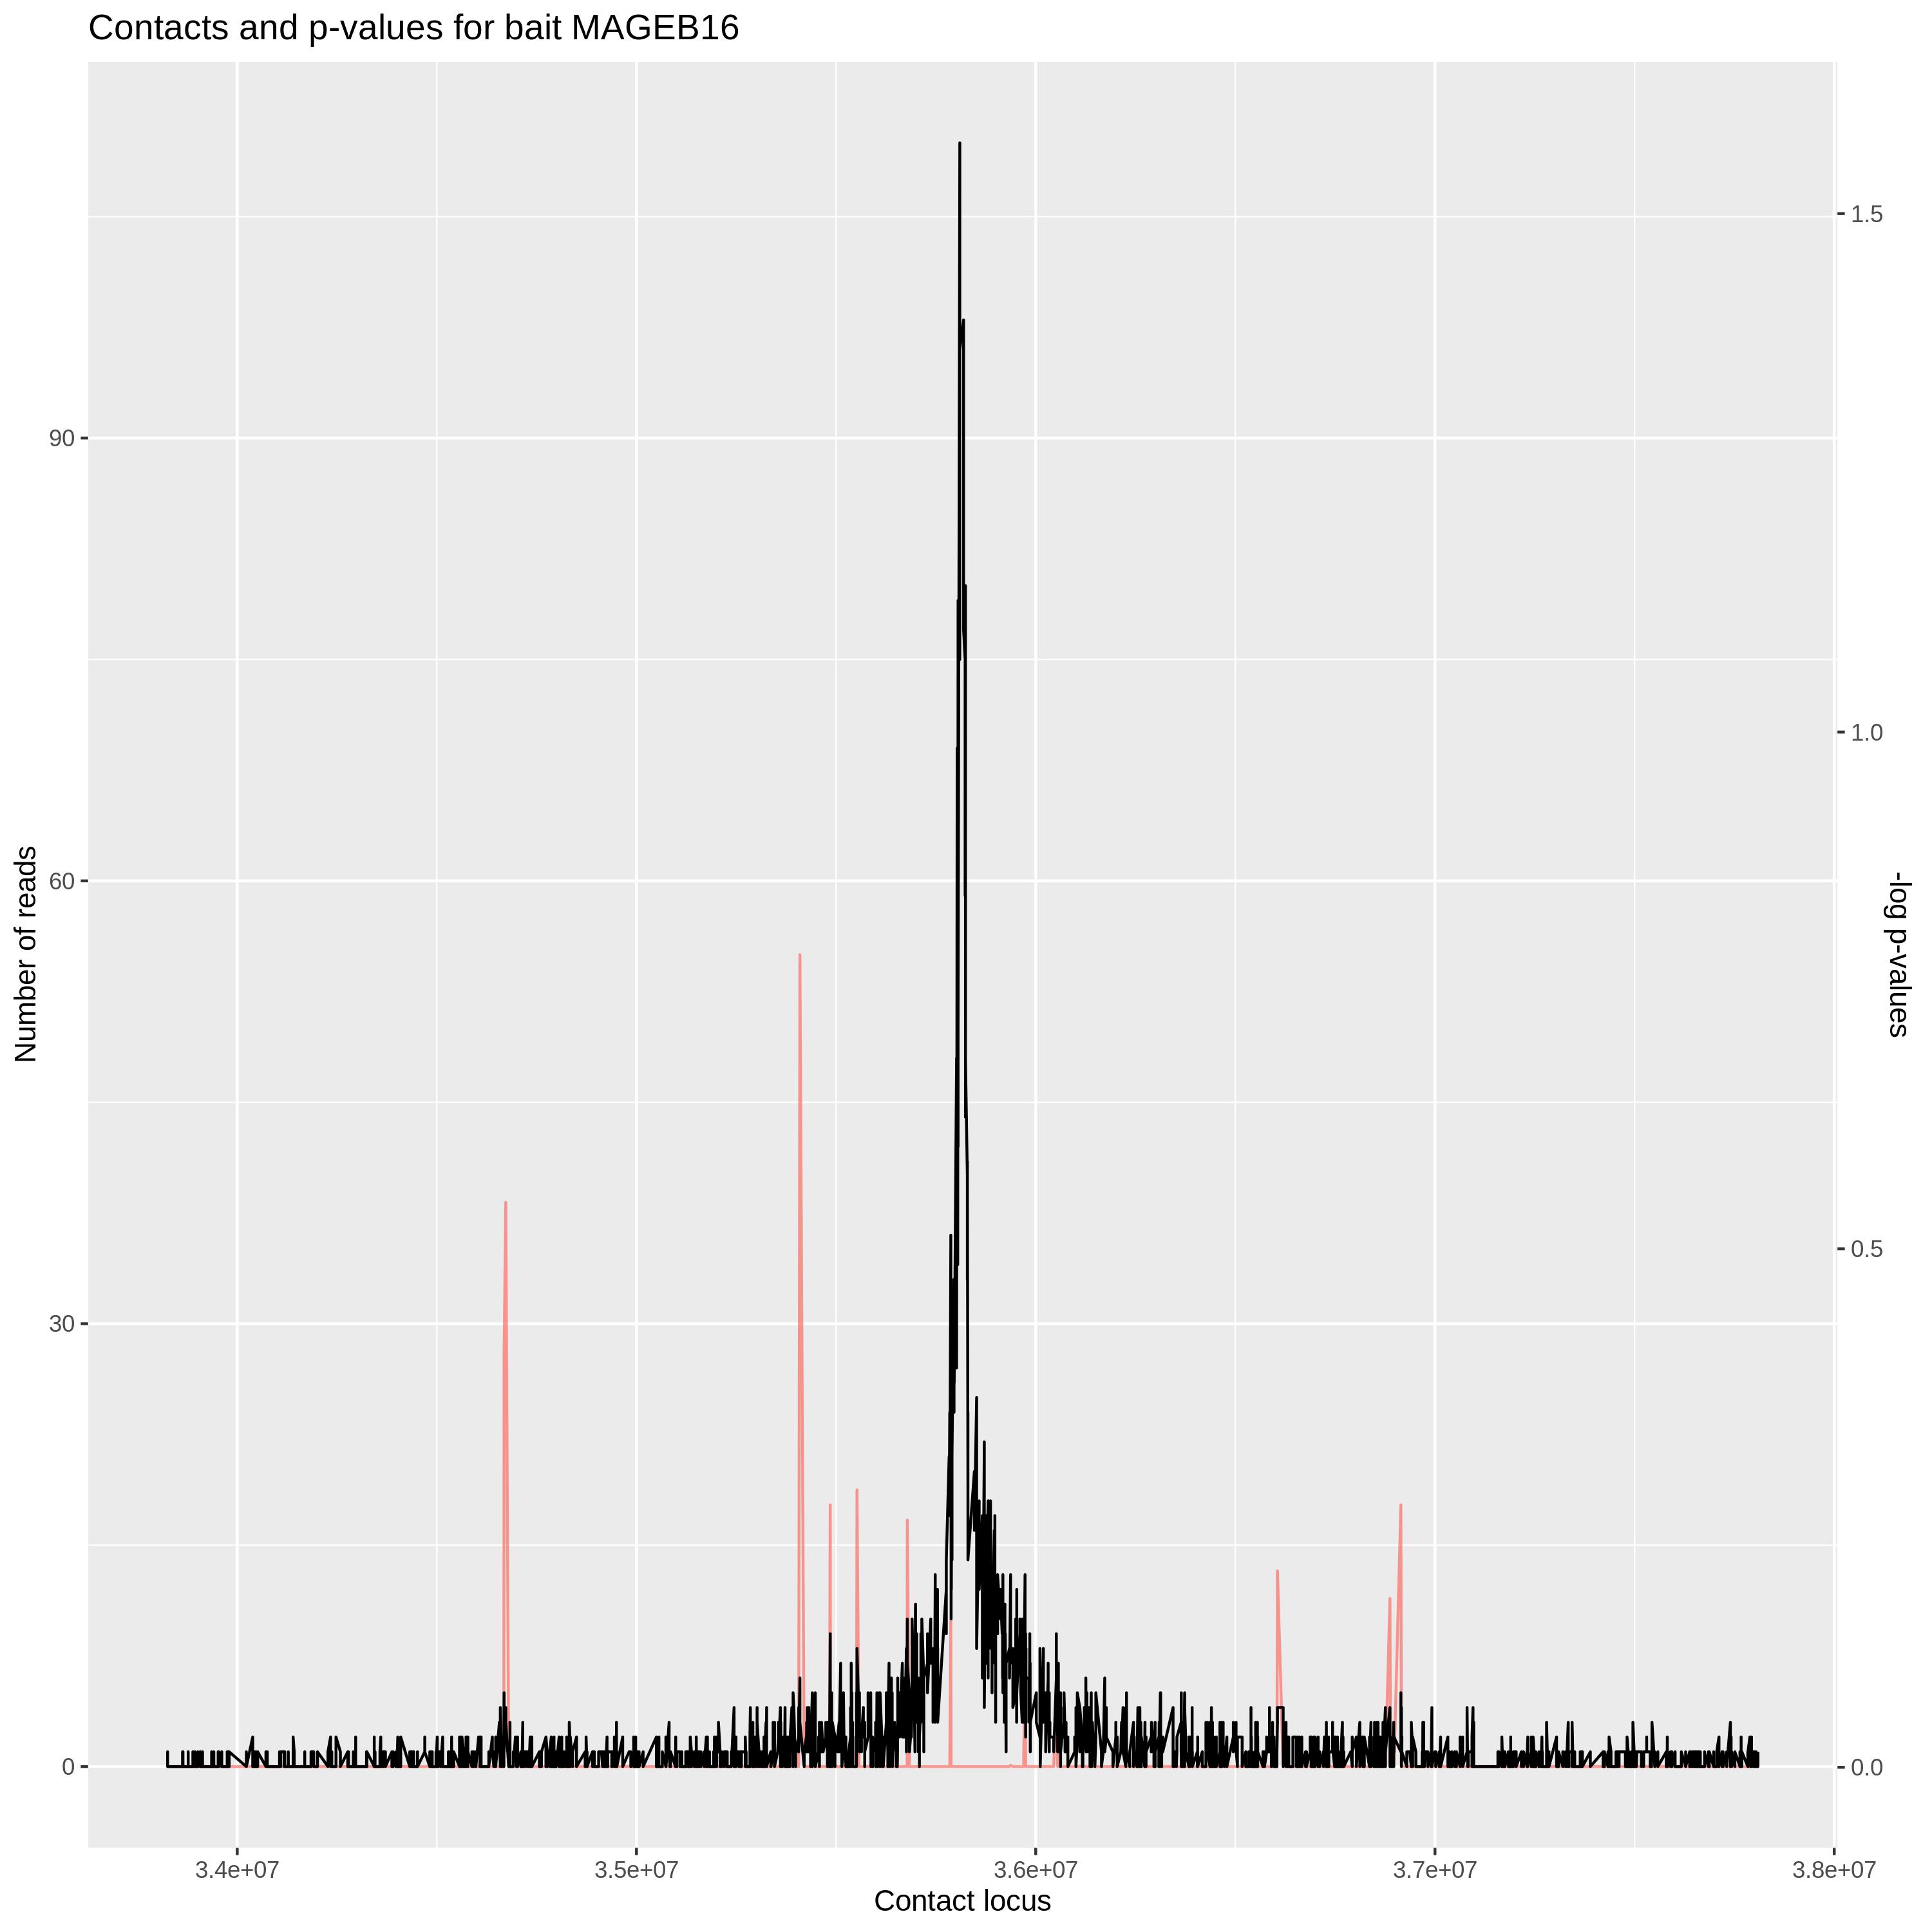 Contacts and p-values for bait MAGEB16
Number of reads
90
60
30
0
1.5
1.0
0.5
0.0
-log p-values
3.4e+07
3.5e+07
3.6e+07
3.7e+07
3.8e+07
Contact locus